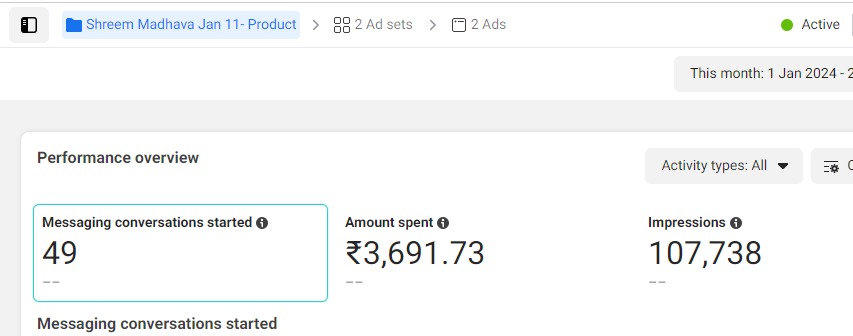 Shreem Madhava Jan 11- Product > 2 Ad sets > 2 Ads Active
This month: 1 Jan 2024 - 2
Performance overview
Activity types: All
Messaging conversations started Amount spent Impressions
49 ₹3,691.73 107,738
-- -- --
Messaging conversations started